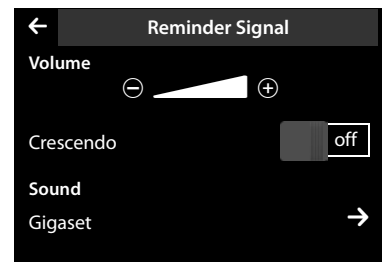 Reminder Signal
Volume
Crescendo off
Sound
Gigaset